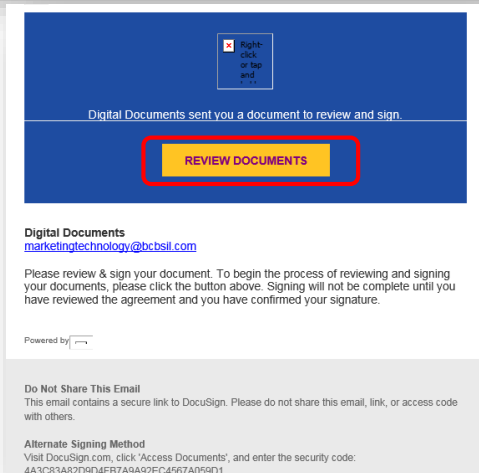 Right-
click
or tap
and
Digital Documents sent you a document to review and sign.
REVIEW DOCUMENTS
Digital Documents
marketingtechnology@bcbsil.com
Please review & sign your document. To begin the process of reviewing and signing
your documents, please click the button above. Signing will not be complete until you
have reviewed the agreement and you have confirmed your signature.
Powered by
Do Not Share This Email
This email contains a secure link to DocuSign. Please do not share this email, link, or access code
with others.
Alternate Signing Method
Visit DocuSign.com, click 'Access Documents', and enter the security code:
4A3C83A82D9D4FB7A9A92EC4567A059D1